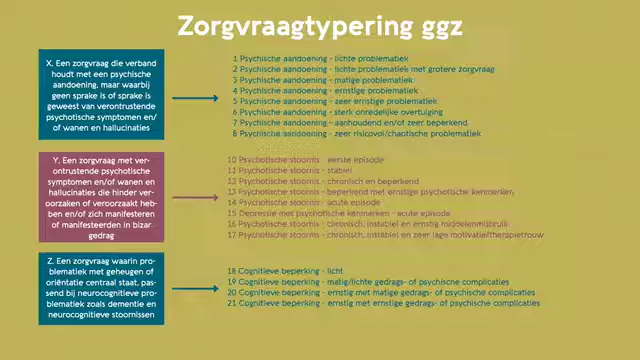 Zorgvraagtypering ggz
X. Een zorgvraag die verband
houdt met een psychische
aandoening, maar waarbij
geen sprake is of sprake is
geweest van verontrustende
psychotische symptomen en/
of wanen en hallucinaties
1 Psychische aandoening - lichte problematiek
2 Psychische aandoening - lichte problematiek met grotere zorgvraag
3 Psychische aandoening - matige problematiek
4 Psychische aandoening - ernstige problematiek
5 Psychische aandoening - zeer ernstige problematiek
6 Psychische aandoening - sterk onredelijke overtuiging
7 Psychische aandoening - aanhoudend en/of zeer beperkend
8 Psychische aandoening - zeer risicovol/chaotische problematiek
Y. Een zorgvraag met ver-
ontrustende psychotische
symptomen en/of wanen en
hallucinaties die hinder ver-
oorzaken of veroorzaakt heb-
ben en/of zich manifesteren
of manifesteerden in bizar
gedrag
10 Psychotische stoornis - eerste episode
11 Psychotische stoornis - stabiel
12 Psychotische stoornis - chronisch en beperkend
13 Psychotische stoornis - beperkend met ernstige psychotische kenmerken,
14 Psychotische stoornis - acute episode
15 Depressie met psychotische kenmerken - acute episode
16 Psychotische stoornis - chronisch, instabiel en ernstig middelenmisbruik
17 Psychotische stoornis - chronisch, instabiel en zeer lage motivatie/therapietrouw
Z. Een zorgvraag waarin pro-
blematiek met geheugen of
oriëntatie centraal staat, pas-
send bij neurocognitieve pro-
blematiek zoals dementie en
neurocognitieve stoornissen
18 Cognitieve beperking - licht
19 Cognitieve beperking - matig/lichte gedrags- of psychische complicaties
20 Cognitieve beperking - ernstig met matige gedrags- of psychische complicaties
21 Cognitieve beperking - ernstig met ernstige gedrags- of psychische complicaties